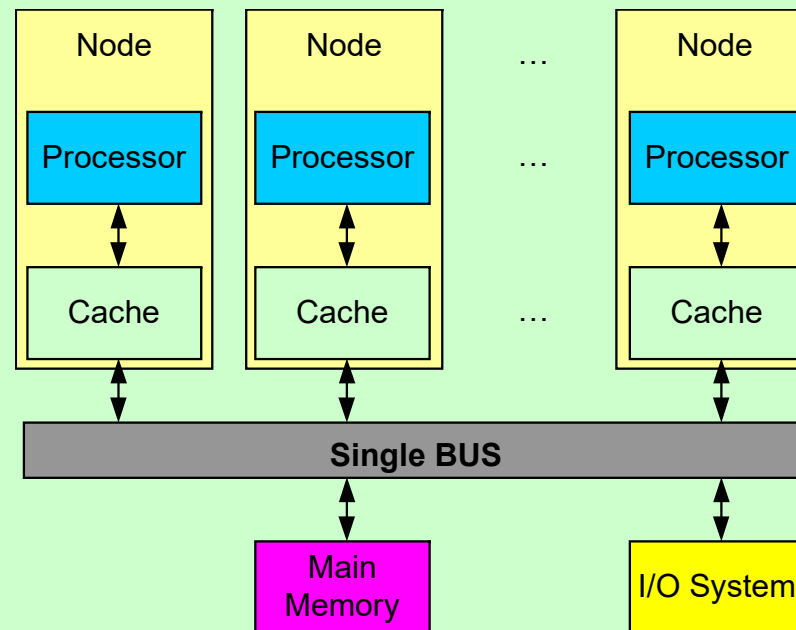 Node
Node
…
Node
Processor
Processor
…
Processor
Cache
Cache
…
Cache
Single BUS
Main
Memory
I/O System